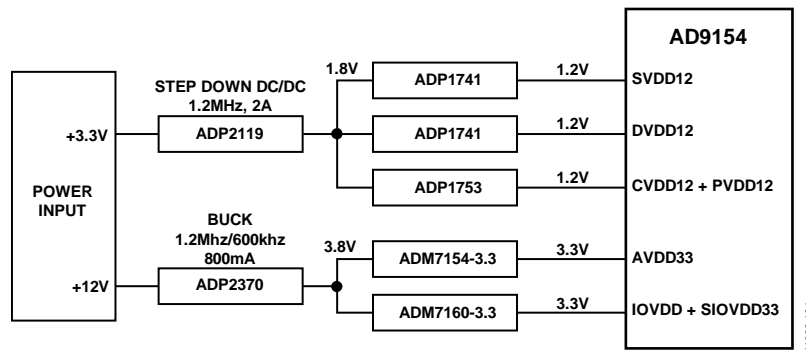 AD9154
POWER
INPUT
+3.3V
+12V
STEP DOWN DC/DC
1.2MHz, 2A
ADP2119
1.8V
ADP1741
1.2V
SVDD12
ADP1741
1.2V
DVDD12
ADP1753
1.2V
CVDD12 + PVDD12
BUCK
1.2Mhz/600khz
800mA
ADP2370
3.8V
ADM7154-3.3
3.3V
AVDD33
ADM7160-3.3
3.3V
IOVDD + SIOVDD33